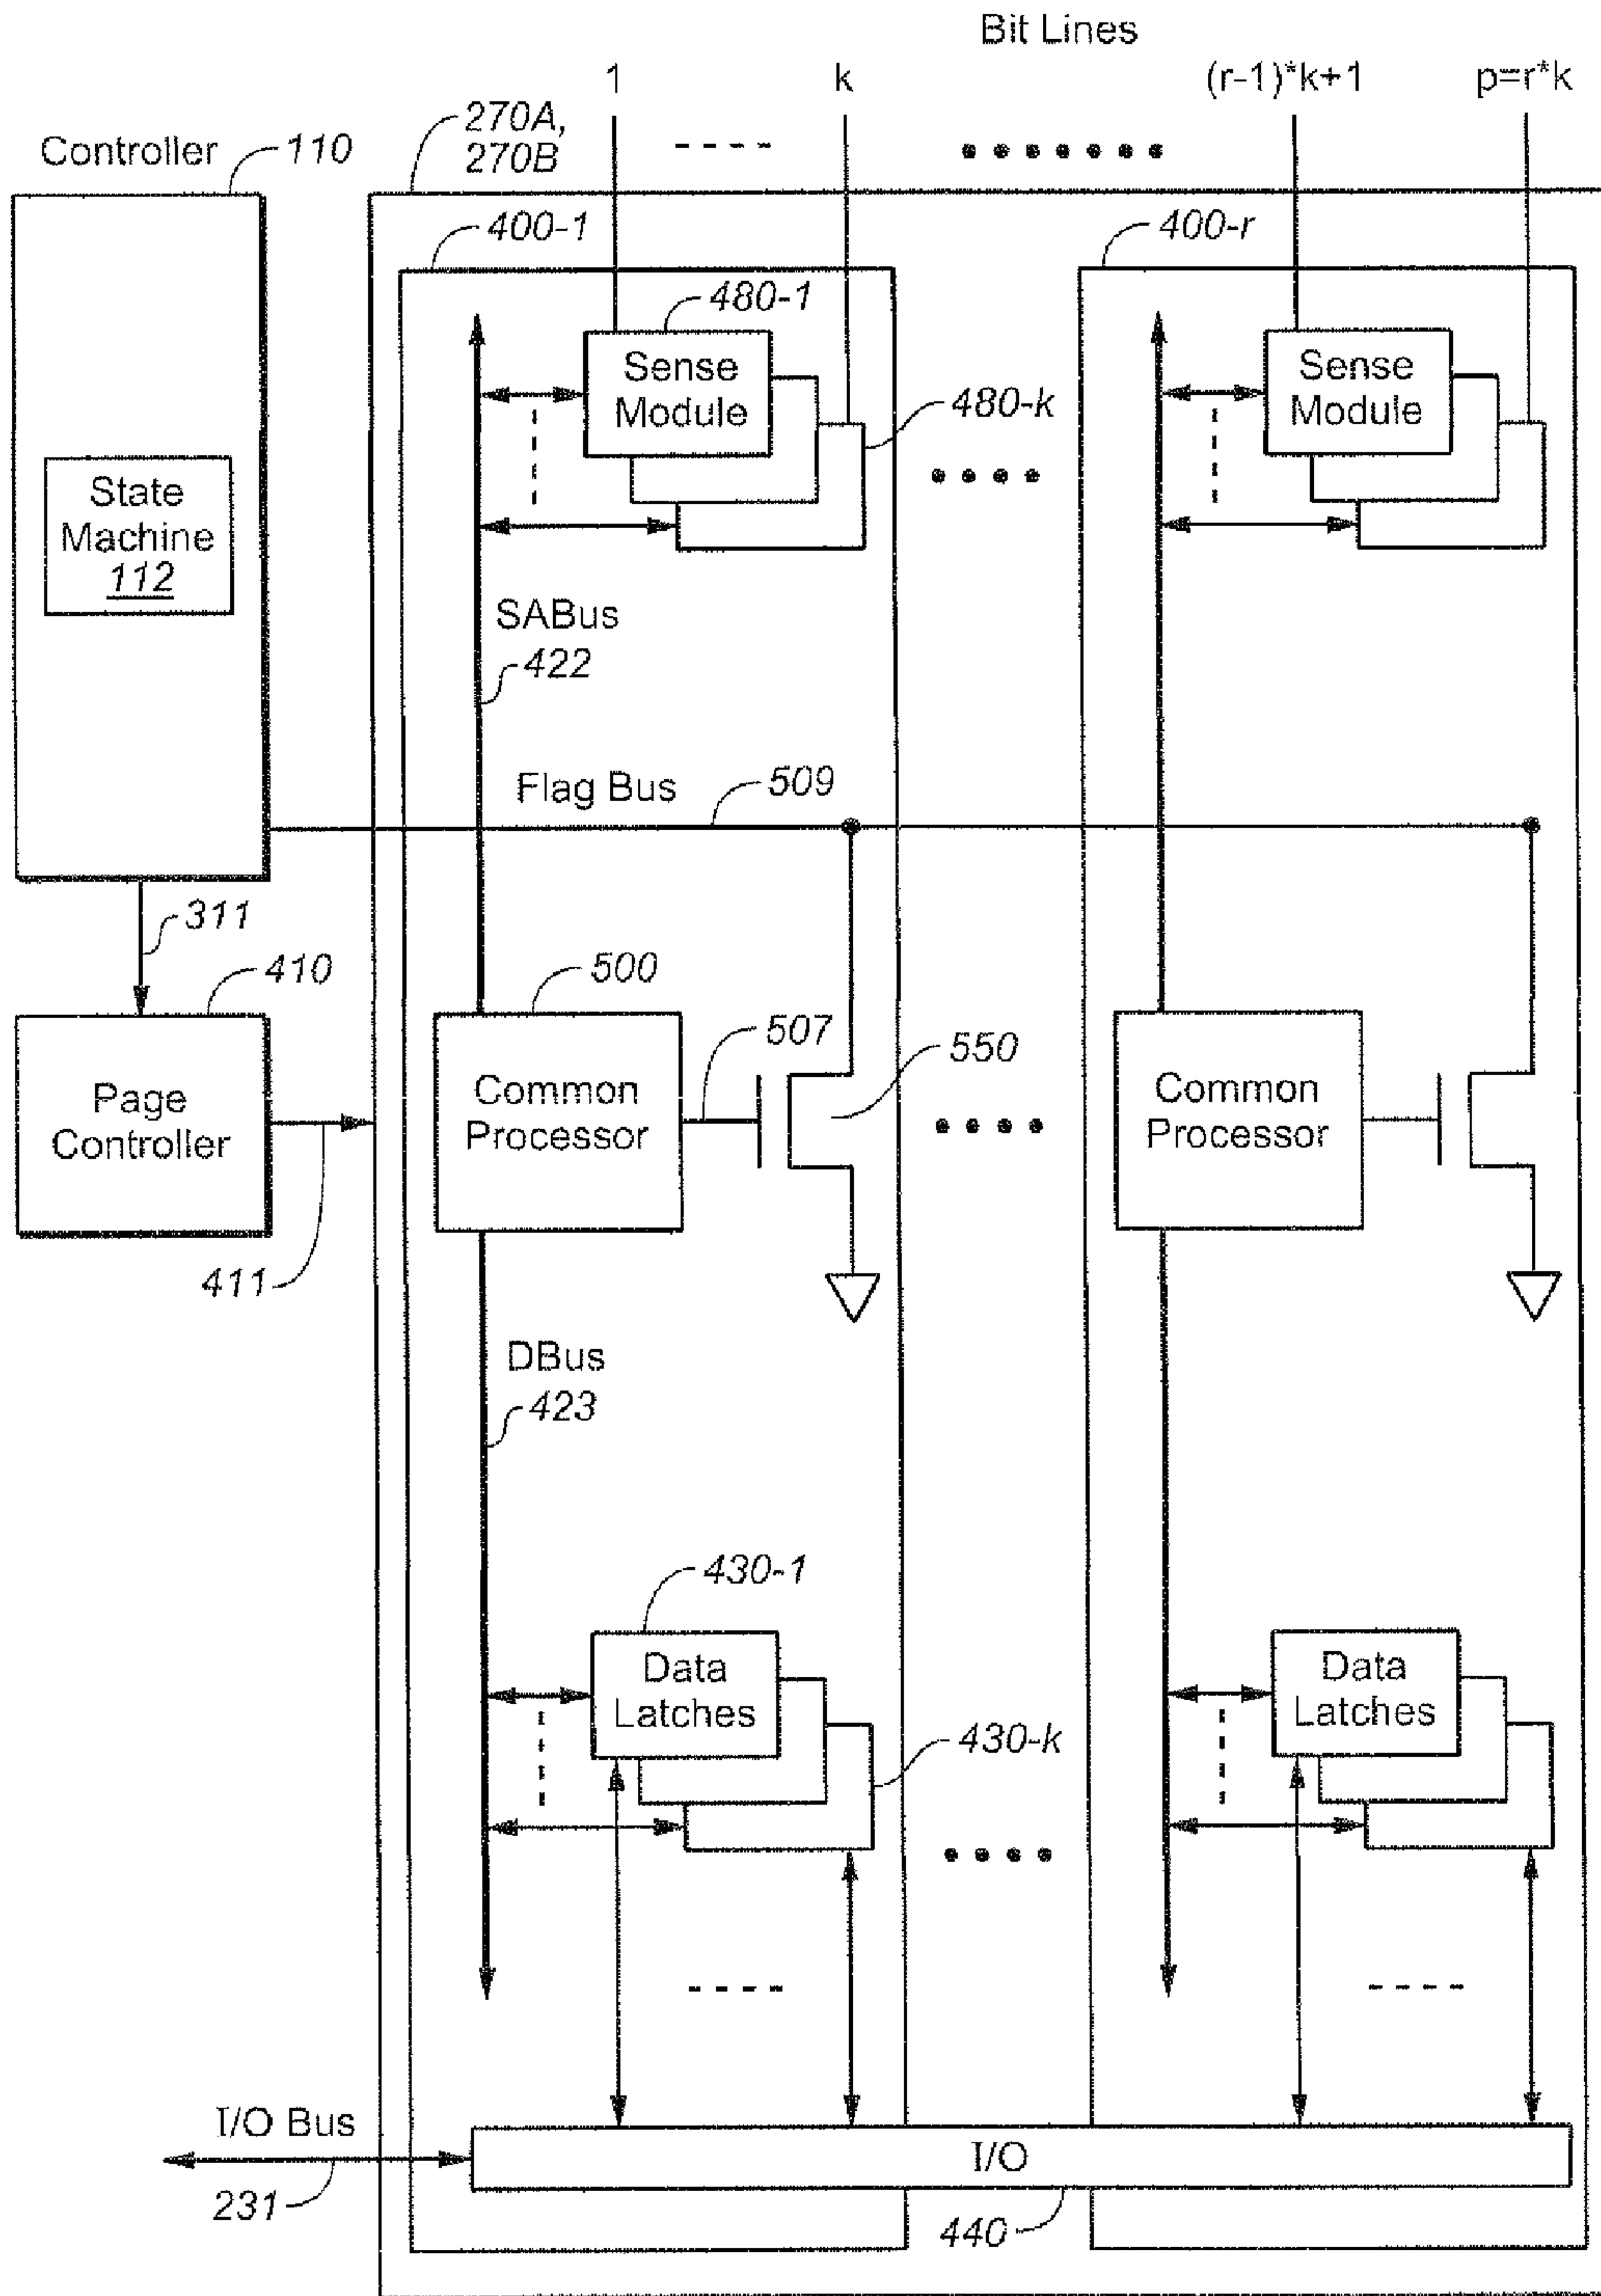 Bit Lines
1
k
(r-1)*k+1
p=r*k
270A,
270B
Controller
110
400-1
400-r
480-1
Sense
Module
480-k
Sense
Module
State
Machine
112
SABus
422
Flag Bus
509
311
410
500
507
550
Page
Controller
Common
Processor
Common
Processor
411
DBus
423
430-1
Data
Latches
430-k
Data
Latches
I/O Bus
231
I/O
440